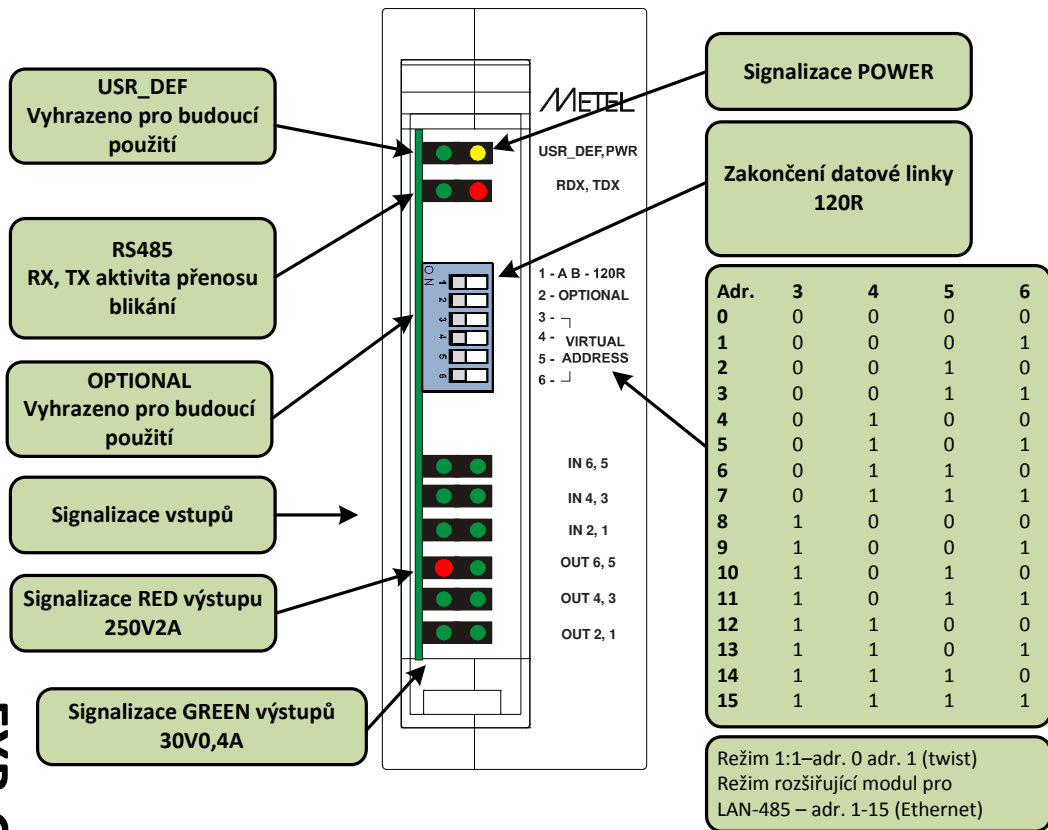 USR_DEF
Vyhrazeno pro budoucí
použití
RS485
RX, TX aktivita přenosu
blikání
OPTIONAL
Vyhrazeno pro budoucí
použití
Signalizace vstupů
Signalizace RED výstupu
250V2A
Signalizace GREEN výstupů
30V0,4A
METEL
USR_DEF,PWR
RDX, TDX
ON
1
2
3
4
5
6
1 - A B - 120R
2 - OPTIONAL
3 -
4 - VIRTUAL
5 - ADDRESS
6 -
IN 6, 5
IN 4, 3
IN 2, 1
OUT 6, 5
OUT 4, 3
OUT 2, 1
Signalizace POWER
Zakončení datové linky
120R
Adr. 3 4 5 6
0 0 0 0 0
1 0 0 0 1
2 0 0 1 0
3 0 0 1 1
4 0 1 0 0
5 0 1 0 1
6 0 1 1 0
7 0 1 1 1
8 1 0 0 0
9 1 0 0 1
10 1 0 1 0
11 1 0 1 1
12 1 1 0 0
13 1 1 0 1
14 1 1 1 0
15 1 1 1 1
Režim 1:1–adr. 0 adr. 1 (twist)
Režim rozšiřující modul pro
LAN-485 – adr. 1-15 (Ethernet)